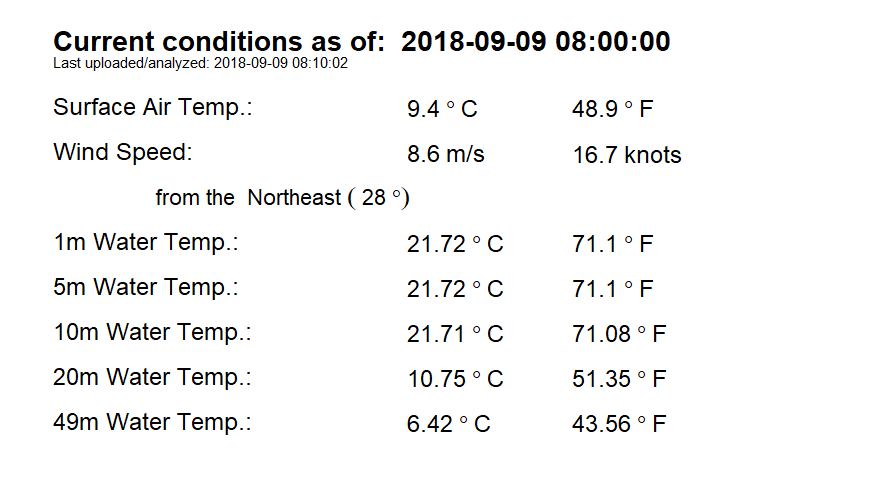 Current conditions as of: 2018-09-09 08:00:00
Last uploaded/analyzed: 2018-09-09 08:10:02
Surface Air Temp.: 9.4 ° C 48.9 ° F
Wind Speed: 8.6 m/s 16.7 knots
from the Northeast ( 28 °)
1m Water Temp.: 21.72 ° C 71.1 ° F
5m Water Temp.: 21.72 ° C 71.1 ° F
10m Water Temp.: 21.71 ° C 71.08 ° F
20m Water Temp.: 10.75 ° C 51.35 ° F
49m Water Temp.: 6.42 ° C 43.56 ° F